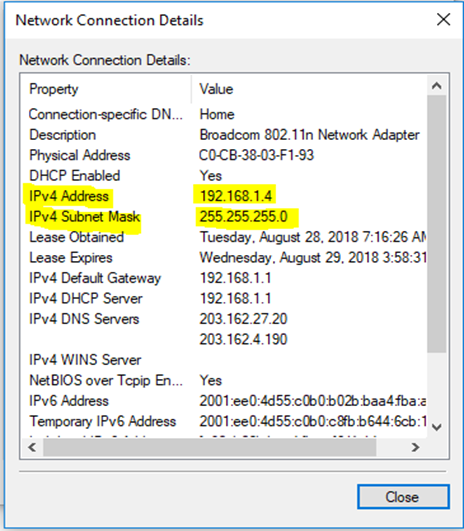 Network Connection Details
Network Connection Details:
Property Value
Connection-specific DN... Home
Description Broadcom 802.11n Network Adapter
Physical Address C0-CB-38-03-F1-93
DHCP Enabled Yes
IPv4 Address 192.168.1.4
IPv4 Subnet Mask 255.255.255.0
Lease Obtained Tuesday, August 28, 2018 7:16:26 AM
Lease Expires Wednesday, August 29, 2018 3:58:31
IPv4 Default Gateway 192.168.1.1
IPv4 DHCP Server 192.168.1.1
IPv4 DNS Servers 203.162.27.20
203.162.4.190
IPv4 WINS Server
NetBIOS over Tcpip En... Yes
IPv6 Address 2001:ee0:4d55:c0b0:b02b:baa4:fba:a
Temporary IPv6 Address 2001:ee0:4d55:c0b0:c8fb:b644:6cb:1
Close